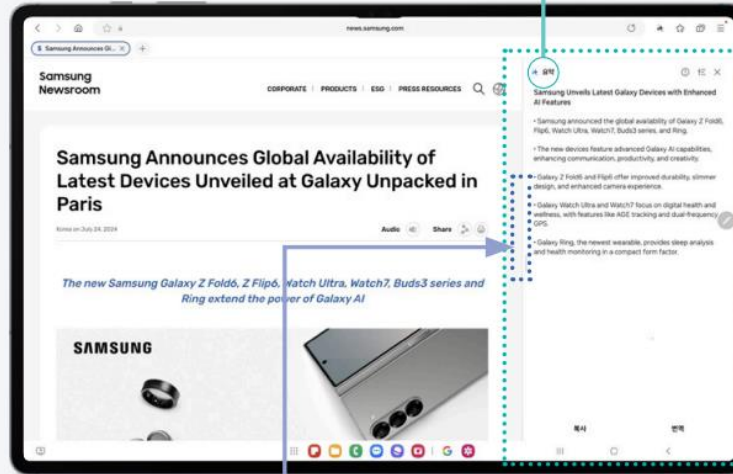 news.samsung.com
Samsung Announces Gl...
Samsung
Newsroom
CORPORATE
PRODUCTS
ESG
PRESS RESOURCES
Samsung Announces Global Availability of
Latest Devices Unveiled at Galaxy Unpacked in
Paris
Korea on July 24, 2024
Audio
Share
The new Samsung Galaxy Z Fold6, Z Flip6, Watch Ultra, Watch7, Buds3 series and
Ring extend the power of Galaxy AI
SAMSUNG
요약
Samsung Unveils Latest Galaxy Devices with Enhanced
AI Features
• Samsung announced the global availability of Galaxy Z Fold6,
Flip6, Watch Ultra, Watch7, Buds3 series, and Ring.
• The new devices feature advanced Galaxy AI capabilities,
enhancing communication, productivity, and creativity.
• Galaxy Z Fold6 and Flip6 offer improved durability, slimmer
design, and enhanced camera experience.
• Galaxy Watch Ultra and Watch7 focus on digital health and
wellness, with features like AGE tracking and dual-frequency
GPS.
• Galaxy Ring, the newest wearable, provides sleep analysis
and health monitoring in a compact form factor.
복사
번역